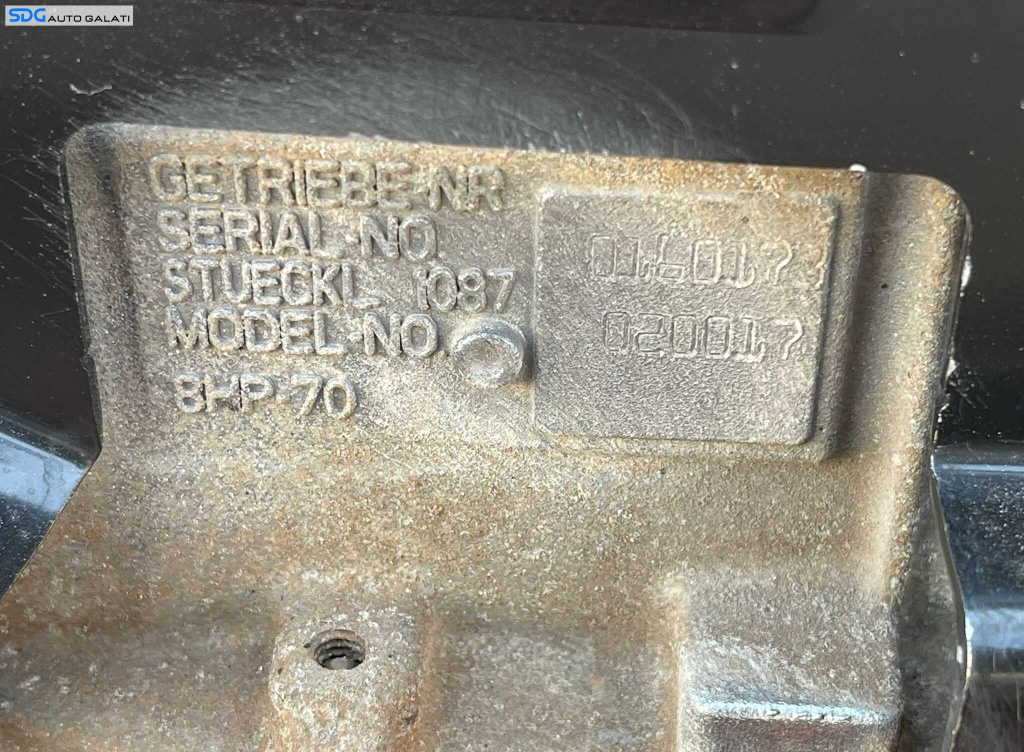 SDG AUTO GALATI
GETRIEBE-NR
SERIAL-NO.
STUECKL 1087
MODEL-NO.
8HP-70
020017